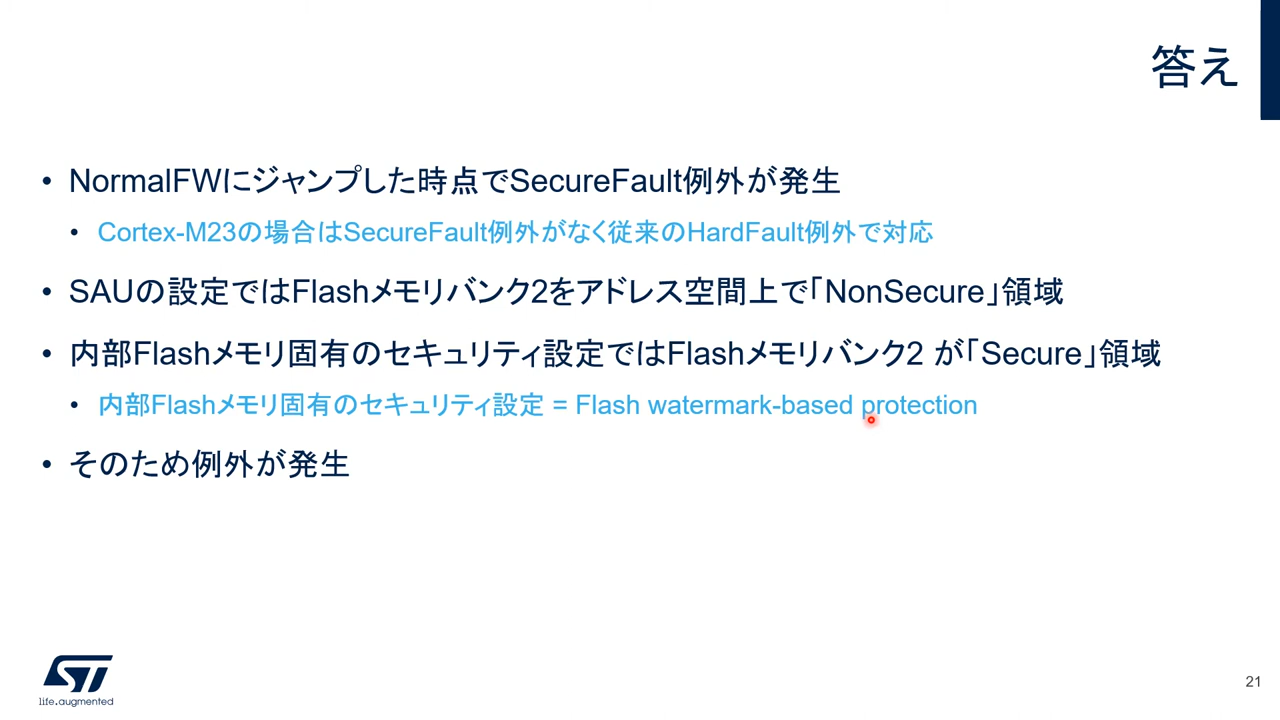 答え
• NormalFWにジャンプした時点でSecureFault例外が発生
• Cortex-M23の場合はSecureFault例外がなく従来のHardFault例外で対応
• SAUの設定ではFlashメモリバンク2をアドレス空間上で「NonSecure」領域
• 内部Flashメモリ固有のセキュリティ設定ではFlashメモリバンク2 が「Secure」領域
• 内部Flashメモリ固有のセキュリティ設定 = Flash watermark-based protection
• そのため例外が発生
ST
life.augmented
21